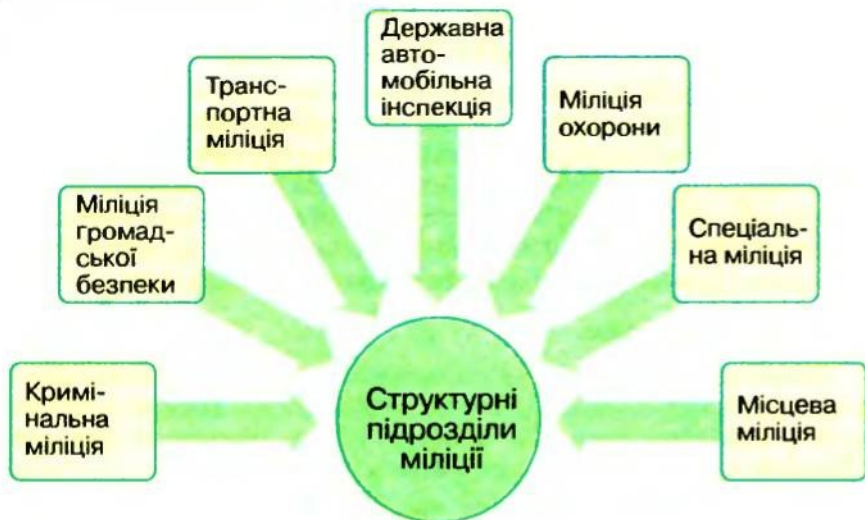 Кримі-
нальна
міліція
Міліція
громад-
ської
безпеки
Транс-
портна
міліція
Державна
авто-
мобільна
інспекція
Міліція
охорони
Спеціаль-
на міліція
Місцева
міліція
Структурні
підрозділи
міліції